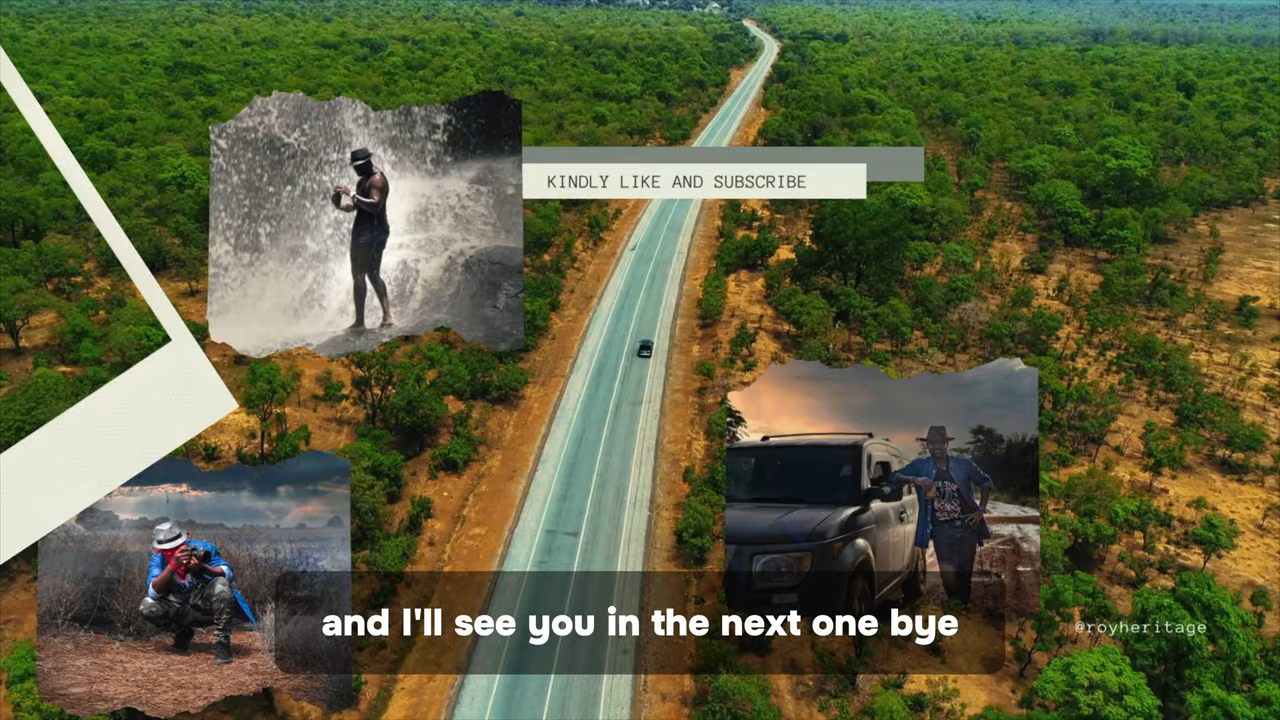 KINDLY LIKE AND SUBSCRIBE
and I'll see you in the next one bye
@royheritage